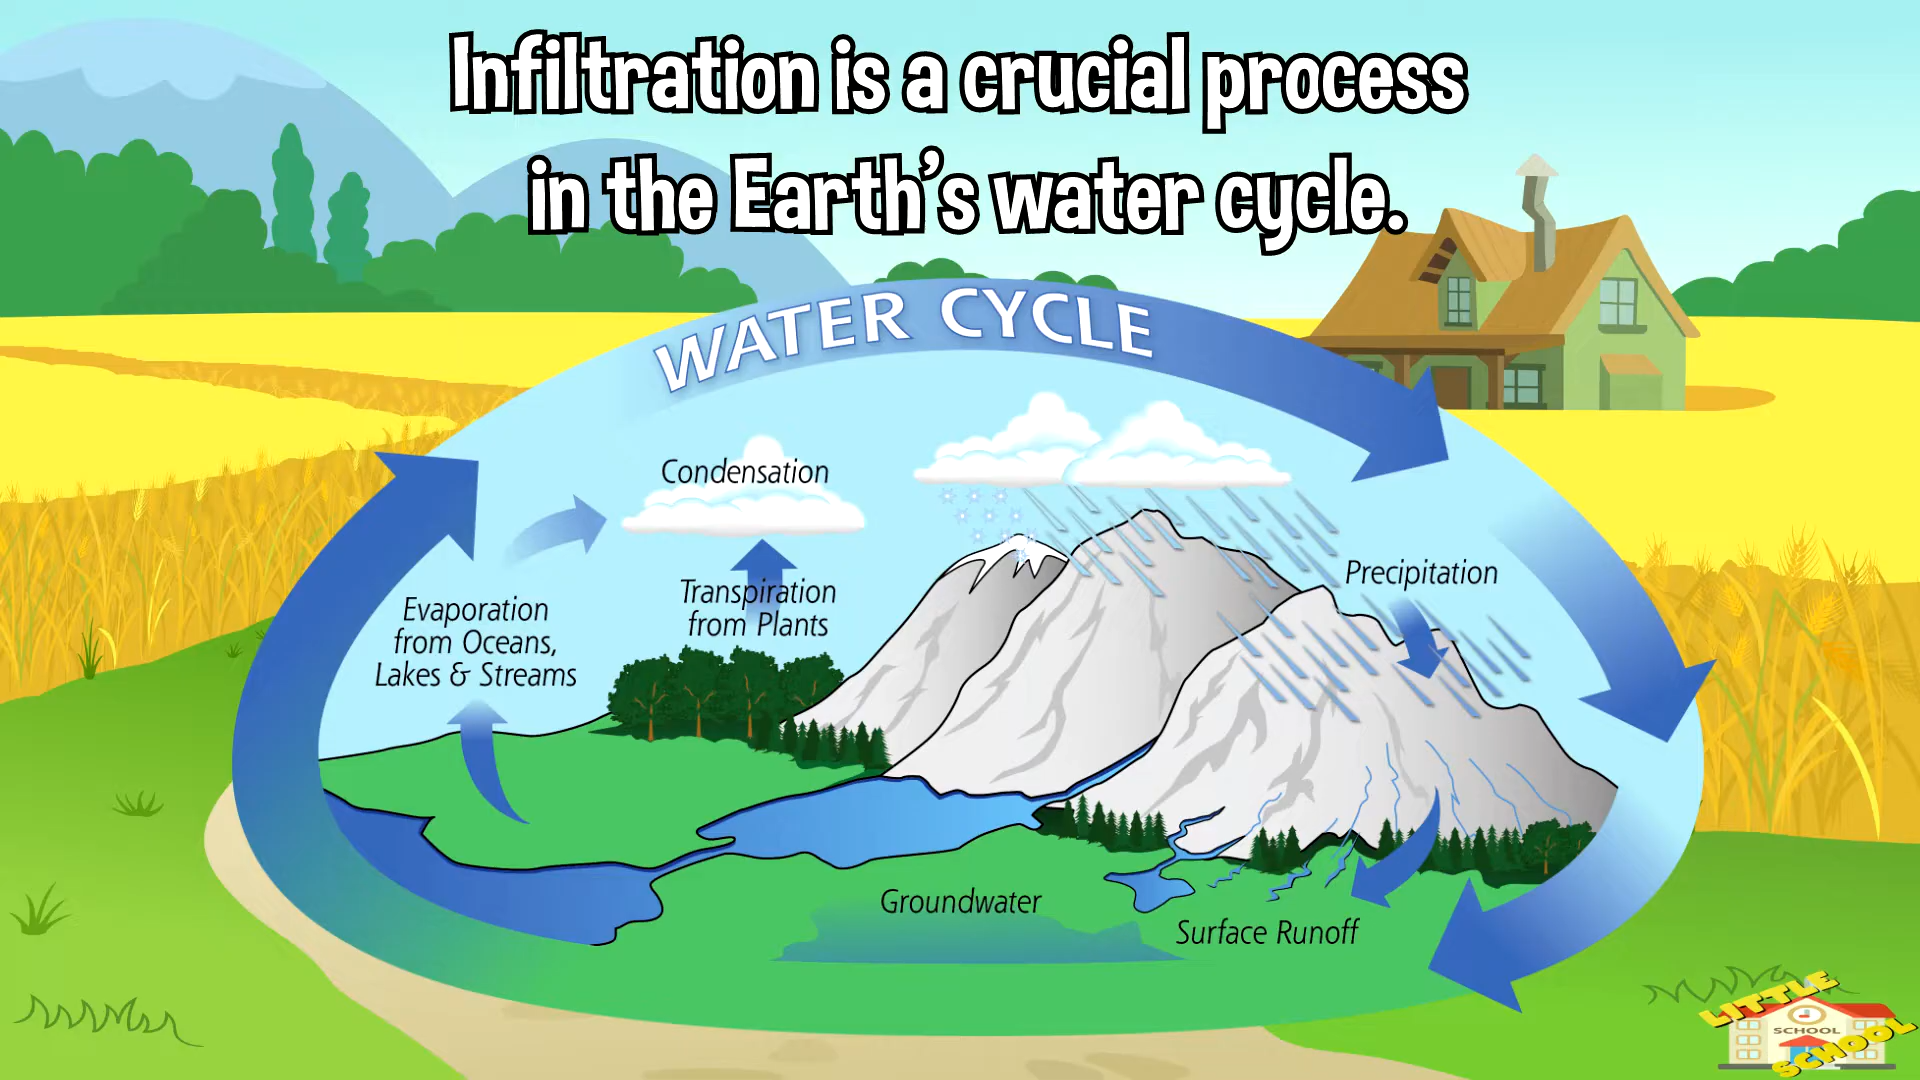 Infiltration is a crucial process
in the Earth's water cycle.
WATER CYCLE
Condensation
Precipitation
Transpiration
from Plants
Evaporation
from Oceans,
Lakes & Streams
Groundwater
Surface Runoff
LITTLE
SCHOOL
SCHOOL